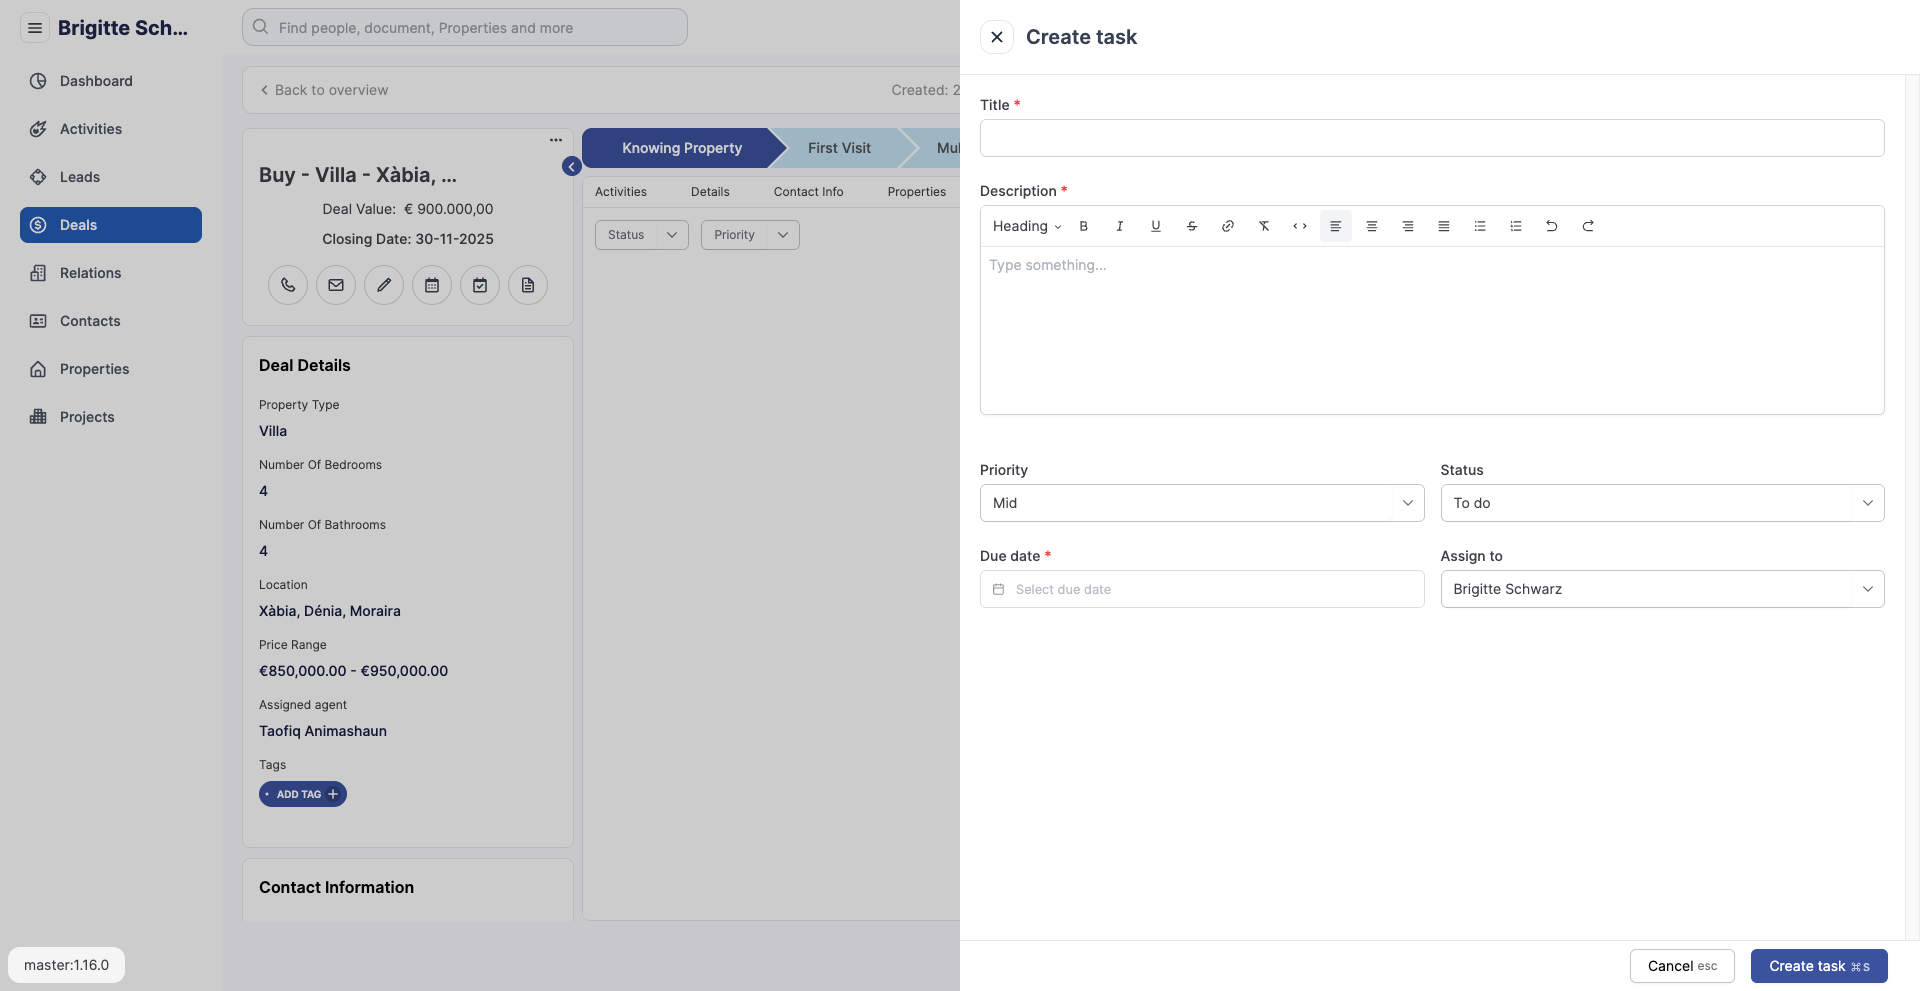 Brigitte Sch...
Find people, document, Properties and more
Dashboard
Activities
Leads
Deals
Relations
Contacts
Properties
Projects
master:1.16.0
Back to overview
Created: 2
Buy - Villa - Xàbia, ...
Deal Value: € 900.000,00
Closing Date: 30-11-2025
Deal Details
Property Type
Villa
Number Of Bedrooms
4
Number Of Bathrooms
4
Location
Xàbia, Dénia, Moraira
Price Range
€850,000.00 - €950,000.00
Assigned agent
Taofiq Animashaun
Tags
• ADD TAG +
Contact Information
Knowing Property
First Visit
Mul
Activities
Details
Contact Info
Properties
Status
Priority
Create task
Title *
Description *
Heading
Type something...
Priority
Mid
Status
To do
Due date *
Select due date
Assign to
Brigitte Schwarz
Cancel esc
Create task ⌘S